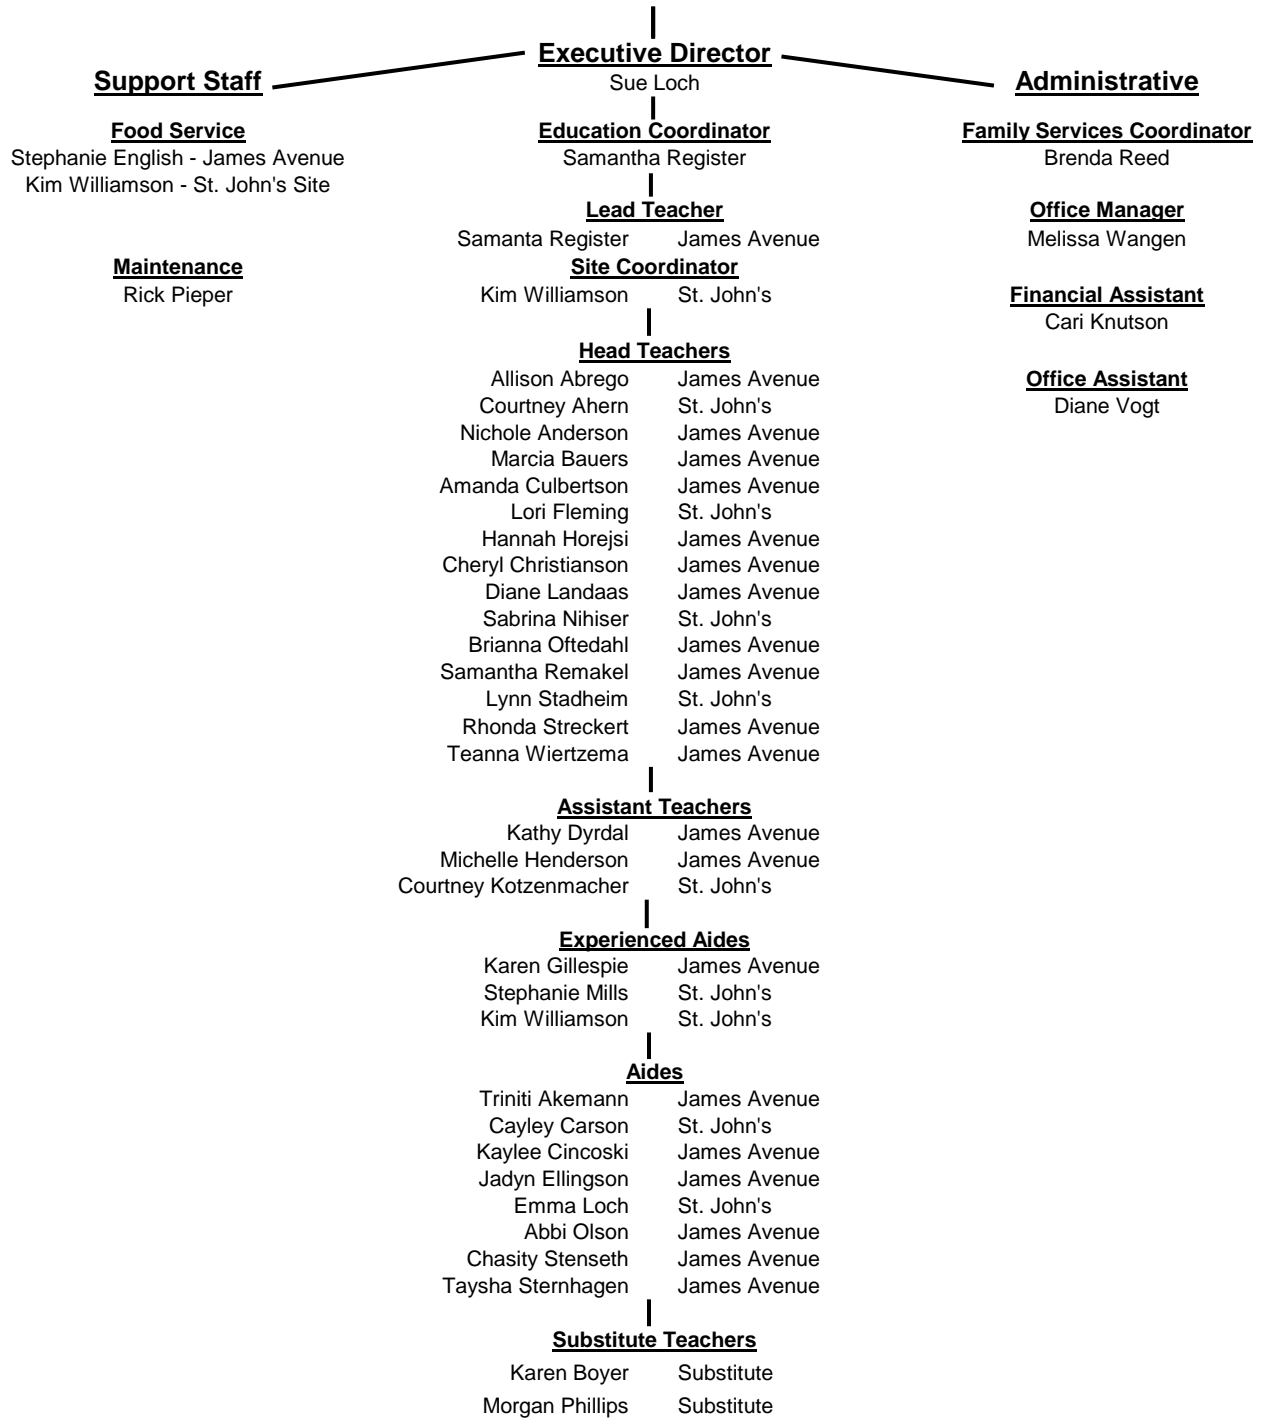 Executive Director
Sue Loch
Support Staff
Food Service
Stephanie English - James Avenue
Kim Williamson - St. John's Site
Maintenance
Rick Pieper
Education Coordinator
Samantha Register
Lead Teacher
Samanta Register James Avenue
Site Coordinator
Kim Williamson St. John's
Head Teachers
Allison Abrego James Avenue
Courtney Ahern St. John's
Nichole Anderson James Avenue
Marcia Bauers James Avenue
Amanda Culbertson James Avenue
Lori Fleming St. John's
Hannah Horejsi James Avenue
Cheryl Christianson James Avenue
Diane Landaas James Avenue
Sabrina Nihiser St. John's
Brianna Oftedahl James Avenue
Samantha Remakel James Avenue
Lynn Stadheim St. John's
Rhonda Streckert James Avenue
Teanna Wiertzema James Avenue
Assistant Teachers
Kathy Dyrdal James Avenue
Michelle Henderson James Avenue
Courtney Kotzenmacher St. John's
Experienced Aides
Karen Gillespie James Avenue
Stephanie Mills St. John's
Kim Williamson St. John's
Aides
Triniti Akemann James Avenue
Cayley Carson St. John's
Kaylee Cincoski James Avenue
Jadyn Ellingson James Avenue
Emma Loch St. John's
Abbi Olson James Avenue
Chasity Stenseth James Avenue
Taysha Sternhagen James Avenue
Substitute Teachers
Karen Boyer Substitute
Morgan Phillips Substitute
Administrative
Family Services Coordinator
Brenda Reed
Office Manager
Melissa Wangen
Financial Assistant
Cari Knutson
Office Assistant
Diane Vogt